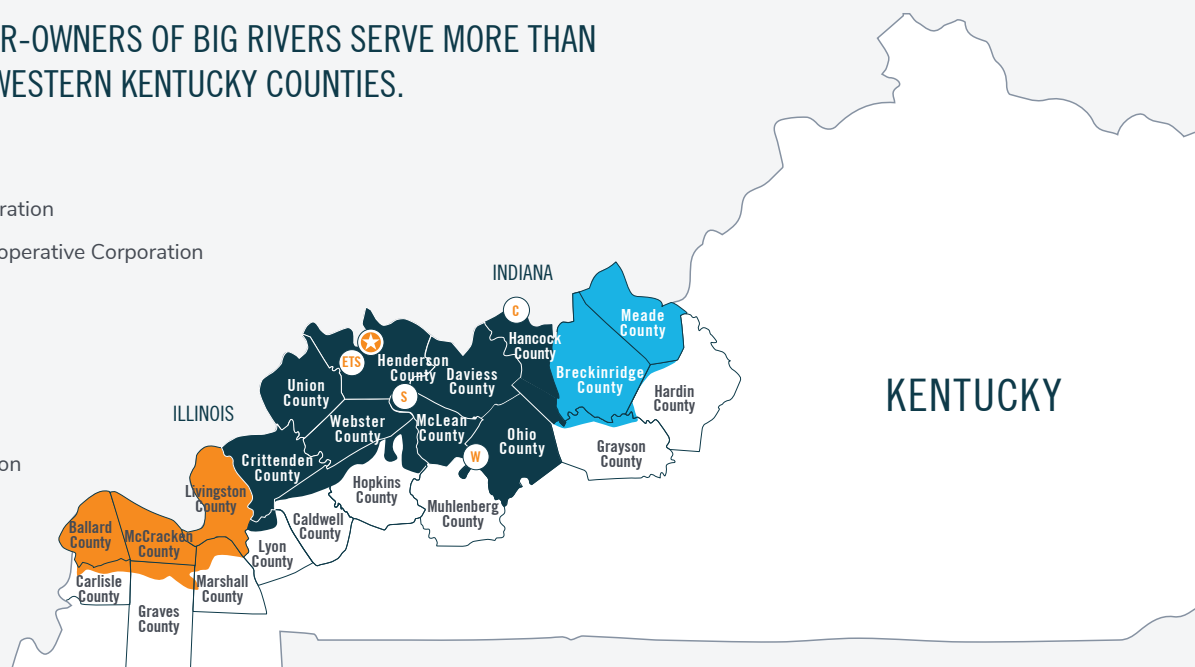 R-OWNERS OF BIG RIVERS SERVE MORE THAN
WESTERN KENTUCKY COUNTIES.
ration
operative Corporation
INDIANA
C
Meade
County
Hancock
County
ETS
Henderson
County
Breckinridge
County
Daviess
County
Union
County
S
Hardin
County
KENTUCKY
ILLINOIS
Webster
County
McLean
County
Ohio
County
Grayson
County
W
on
Crittenden
County
Hopkins
County
Livingston
County
Muhlenberg
County
Caldwell
County
Ballard
County
McCracken
County
Lyon
County
Carlisle
County
Marshall
County
Graves
County